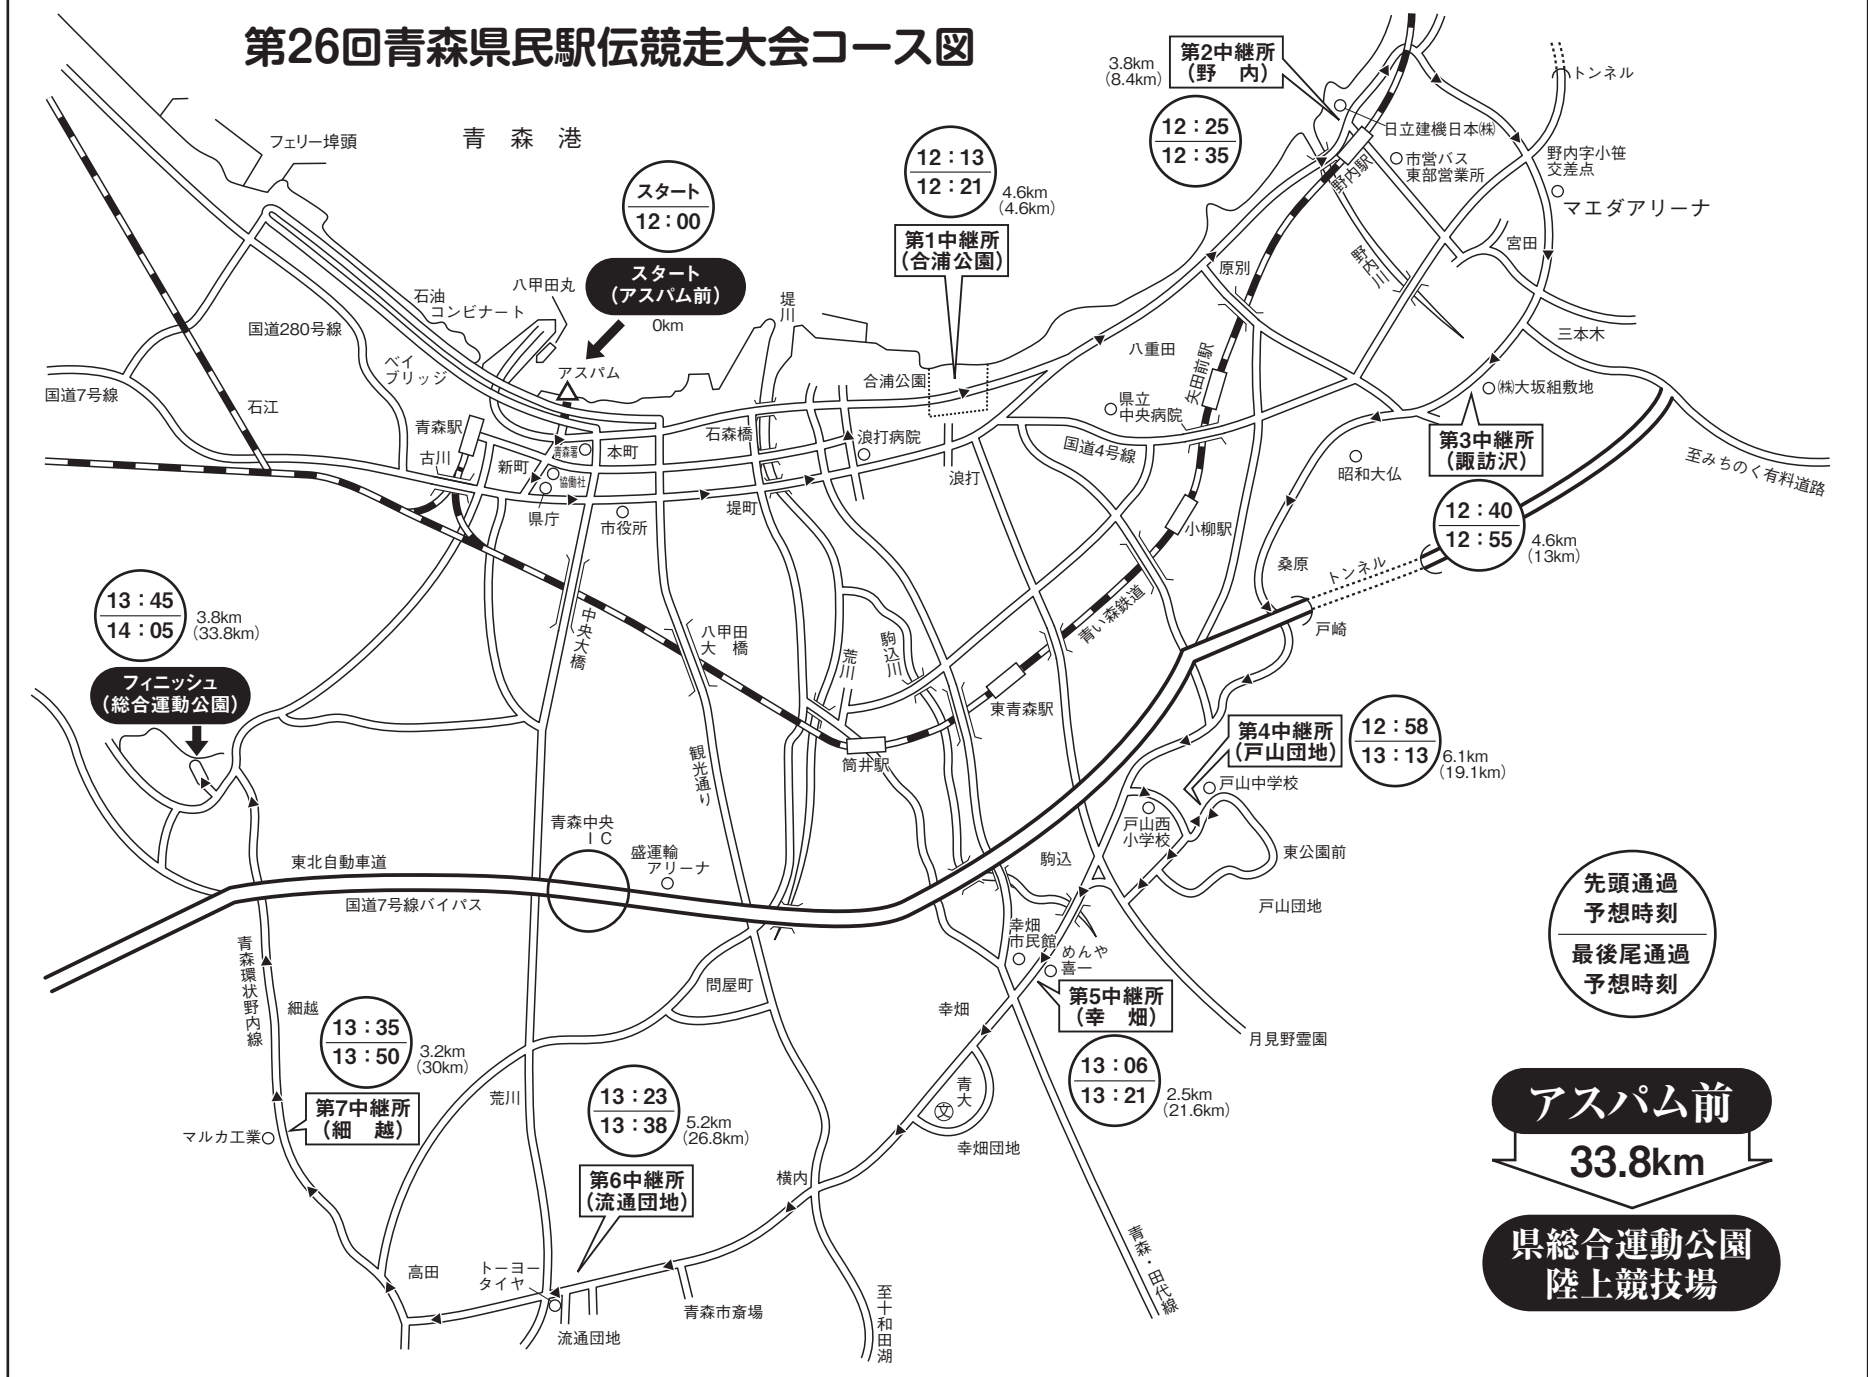 第26回青森県民駅伝競走大会コース図
青森港
フェリー埠頭
スタート
12：00
スタート
（アスパム前）
0km
八甲田丸
石油
コンビナート
ベイ
ブリッジ
アスパム
国道280号線
国道7号線
石江
青森駅
古川
新町
青森署
協働社
本町
県庁
市役所
堤川
石森橋
堤町
浪打病院
合浦公園
浪打
12：13
12：21
4.6km
（4.6km）
第1中継所
（合浦公園）
3.8km
（8.4km）
第2中継所
（野　内）
12：25
12：35
トンネル
日立建機日本㈱
市営バス
東部営業所
野内駅
野内字小笹
交差点
マエダアリーナ
宮田
野内川
原別
三本木
八重田
矢田前駅
県立
中央病院
国道4号線
㈱大坂組敷地
第3中継所
（諏訪沢）
12：40
12：55
4.6km
（13km）
至みちのく有料道路
昭和大仏
小柳駅
桑原
トンネル
戸崎
青い森鉄道
東青森駅
駒込川
荒川
筒井駅
八甲田
大　橋
中央大橋
観光通り
13：45
14：05
3.8km
（33.8km）
フィニッシュ
（総合運動公園）
第4中継所
（戸山団地）
12：58
13：13
6.1km
（19.1km）
戸山中学校
戸山西
小学校
東公園前
戸山団地
駒込
青森中央
IC
盛運輸
アリーナ
東北自動車道
国道7号線バイパス
幸畑
市民館
めんや
喜一
第5中継所
（幸　畑）
13：06
13：21
2.5km
（21.6km）
月見野霊園
幸畑
問屋町
青大
文
幸畑団地
青森・田代線
青森環状野内線
細越
13：35
13：50
3.2km
（30km）
第7中継所
（細　越）
マルカ工業
荒川
13：23
13：38
5.2km
（26.8km）
第6中継所
（流通団地）
横内
高田
トーヨー
タイヤ
流通団地
青森市斎場
至十和田湖
先頭通過
予想時刻
最後尾通過
予想時刻
アスパム前
33.8km
県総合運動公園
陸上競技場